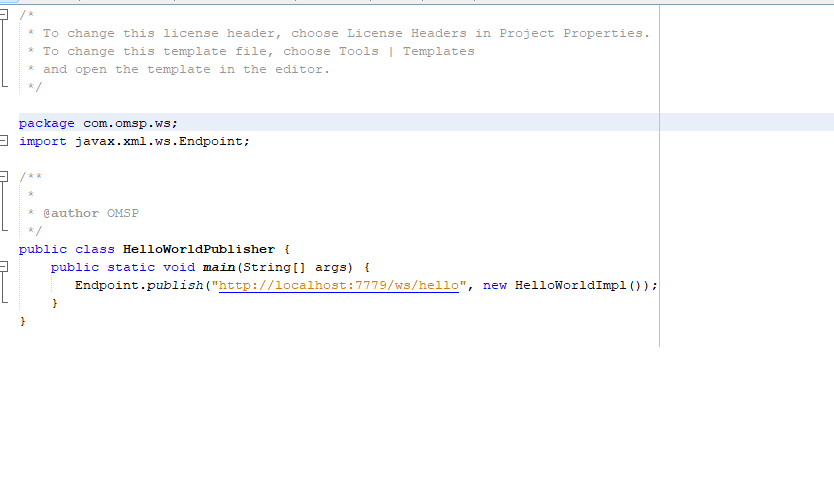 /*
 * To change this license header, choose License Headers in Project Properties.
 * To change this template file, choose Tools | Templates
 * and open the template in the editor.
 */
package com.omsp.ws;
import javax.xml.ws.Endpoint;
/**
 *
 * @author OMSP
 */
public class HelloWorldPublisher {
    public static void main(String[] args) {
       Endpoint.publish("http://localhost:7779/ws/hello", new HelloWorldImpl());
    }
}